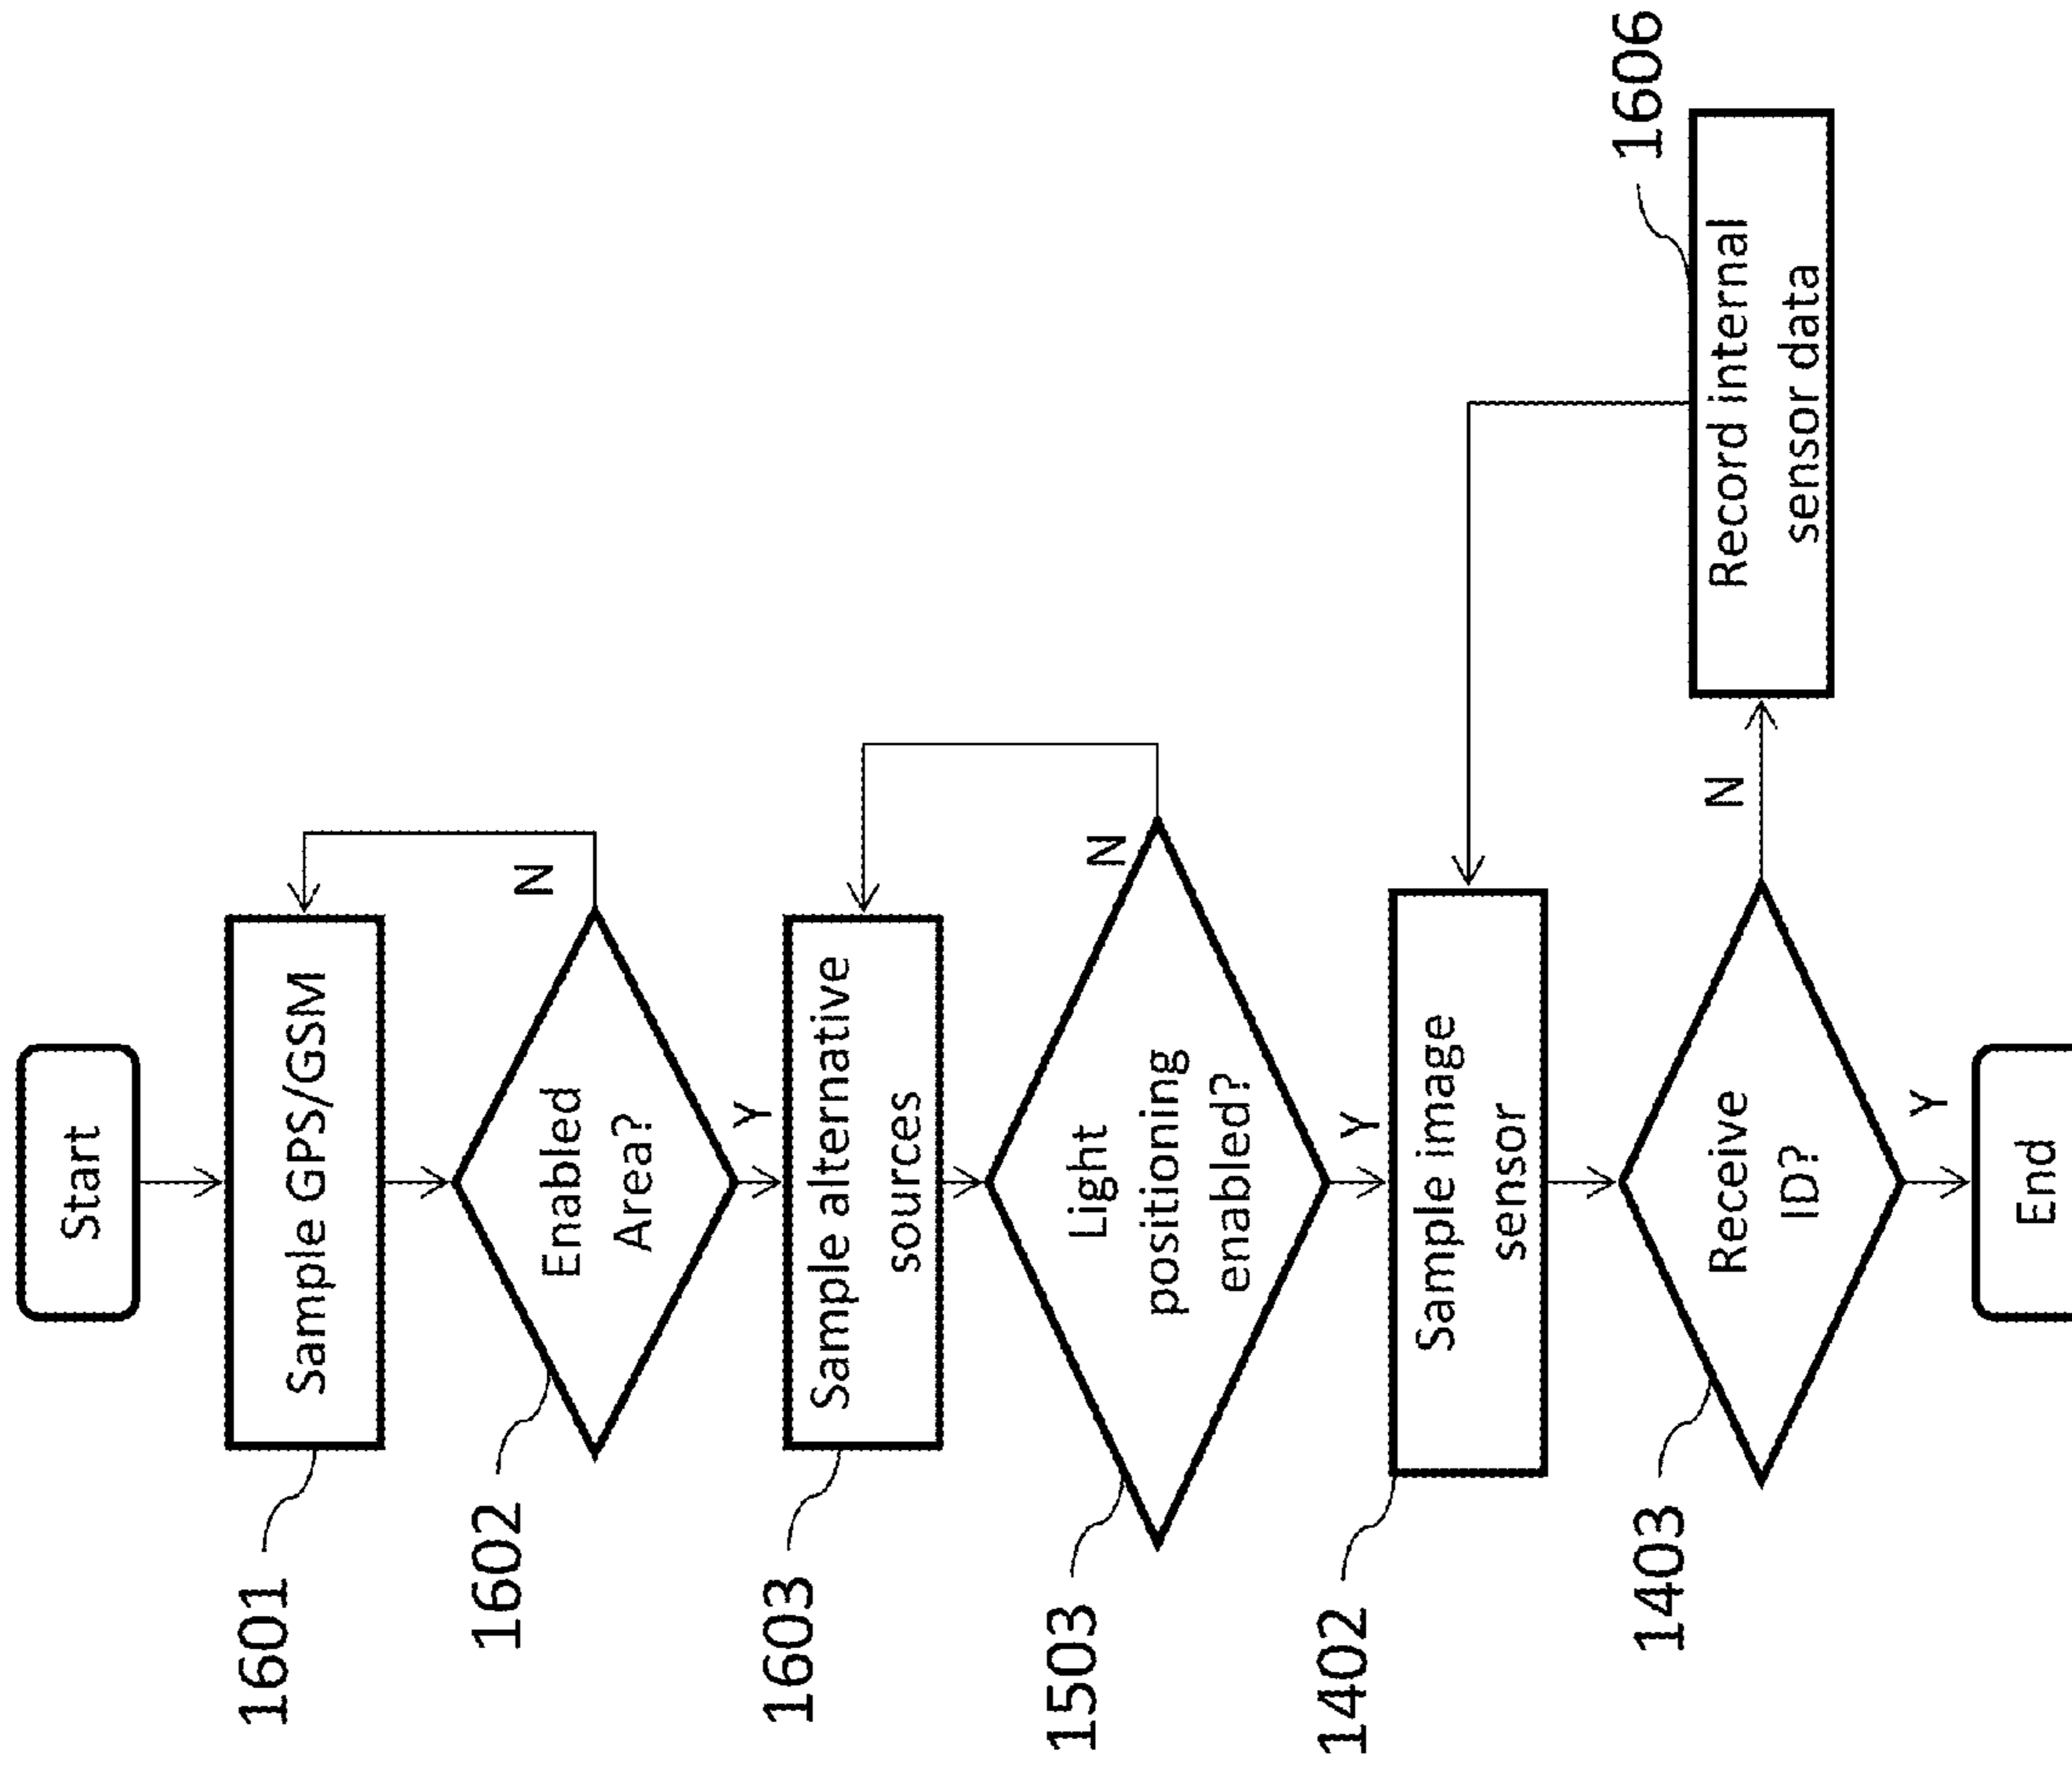 Start
1601
Sample GPS/GSM
1602
Enabled
Area?
N
Y
1603
Sample alternative
sources
1503
Light
positioning
enabled?
N
Y
1402
Sample image
sensor
1403
Receive
ID?
N
1606
Record internal
sensor data
Y
End